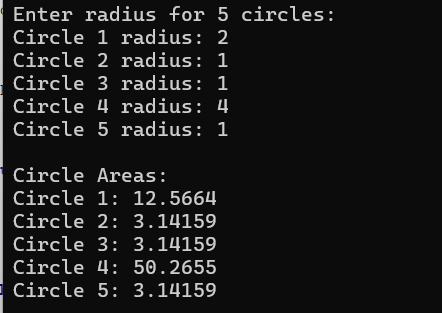 Enter radius for 5 circles:
Circle 1 radius: 2
Circle 2 radius: 1
Circle 3 radius: 1
Circle 4 radius: 4
Circle 5 radius: 1
Circle Areas:
Circle 1: 12.5664
Circle 2: 3.14159
Circle 3: 3.14159
Circle 4: 50.2655
Circle 5: 3.14159